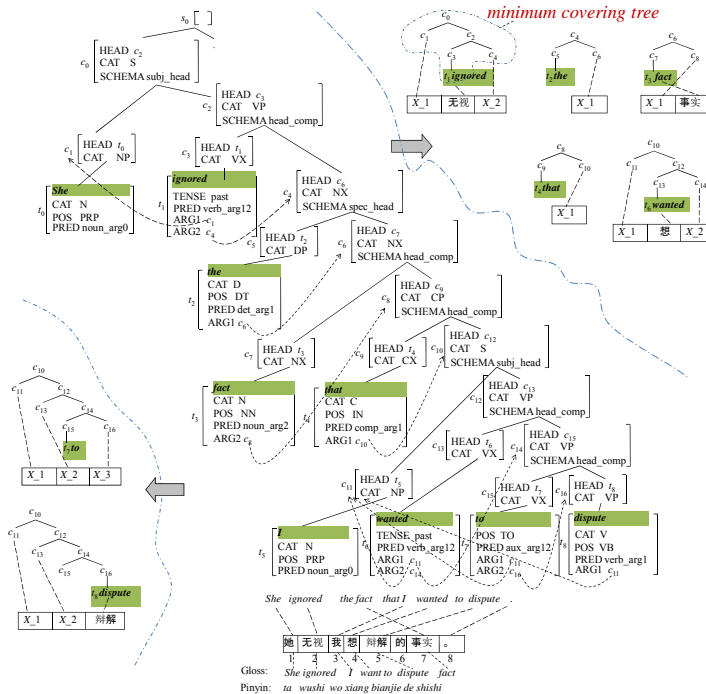 minimum covering tree
s0 [ ]
c0 HEAD c2
CAT S
SCHEMA subj_head
c2 HEAD c3
CAT VP
SCHEMA head_comp
c1 HEAD t0
CAT NP
c3 HEAD t1
CAT VX
t0 She
CAT N
POS PRP
PRED noun_arg0
t1 ignored
TENSE past
PRED verb_arg12
ARG1 c1
ARG2 c4
c4 HEAD c6
CAT NX
SCHEMA spec_head
c5 HEAD t2
CAT DP
c6 HEAD c7
CAT NX
SCHEMA head_comp
t2 the
CAT D
POS DT
PRED det_arg1
ARG1 c6
c8 HEAD c9
CAT CP
SCHEMA head_comp
c7 HEAD t3
CAT NX
c9 HEAD t4
CAT CX
c10 HEAD c12
CAT S
SCHEMA subj_head
t3 fact
CAT N
POS NN
PRED noun_arg2
ARG2 c8
t4 that
CAT C
POS IN
PRED comp_arg1
ARG1 c10
c12 HEAD c13
CAT VP
SCHEMA head_comp
c13 HEAD t6
CAT VX
c14 HEAD c15
CAT VP
SCHEMA head_comp
c11 HEAD t5
CAT NP
c15 HEAD t7
CAT VX
c16 HEAD t8
CAT VP
t5 I
CAT N
POS PRP
PRED noun_arg0
t6 wanted
TENSE past
PRED verb_arg12
ARG1 c11
ARG2 c14
t7 to
POS TO
PRED aux_arg12
ARG1 c11
ARG2 c16
t8 dispute
CAT V
POS VB
PRED verb_arg1
ARG1 c11
c0
c1 c2
c3 c4
t1 ignored
X_1 无视 X_2
c4
c5 c6
t2 the
X_1
c6
c7 c8
t3 fact
X_1 事实
c8
c9 c10
t4 that
X_1
c10
c11 c12
c13 c14
t6 wanted
X_1 想 X_2
c10
c11 c12
c13 c14
c15 c16
t7 to
X_1 X_2 X_3
c10
c11 c12
c13 c14
c15 c16
t8 dispute
X_1 X_2 辩解
She ignored the fact that I wanted to dispute .
她 无视 我 想 辩解 的 事实 。
1 2 3 4 5 6 7 8
Gloss: She ignored I want to dispute fact
Pinyin: ta wushi wo xiang bianjie de shishi